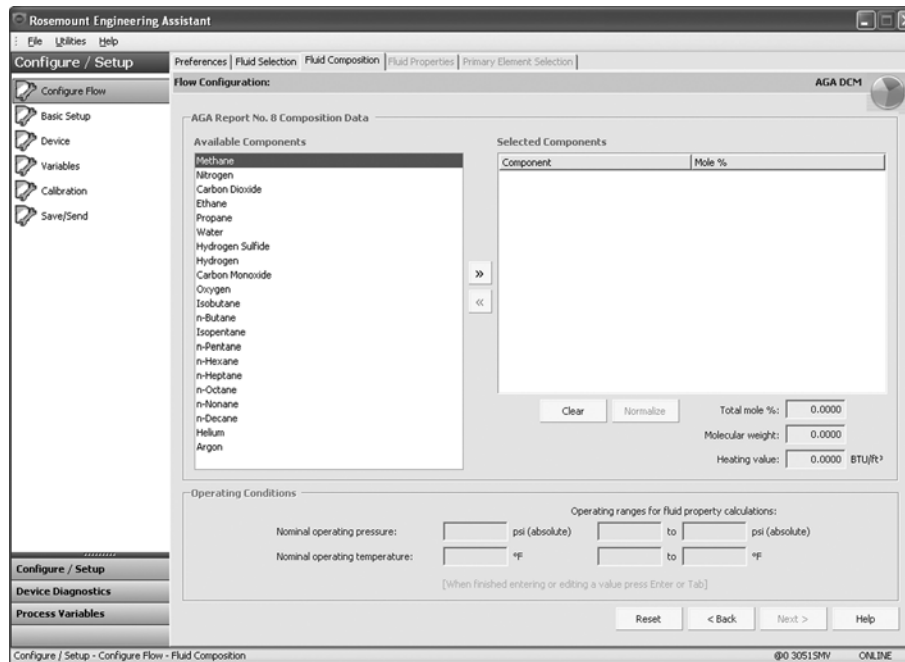 Rosemount Engineering Assistant
File Utilities Help
Configure / Setup
Preferences Fluid Selection Fluid Composition Fluid Properties Primary Element Selection
Configure Flow
Basic Setup
Device
Variables
Calibration
Save/Send
Flow Configuration: AGA DCM
AGA Report No. 8 Composition Data
Available Components
Methane
Nitrogen
Carbon Dioxide
Ethane
Propane
Water
Hydrogen Sulfide
Hydrogen
Carbon Monoxide
Oxygen
Isobutane
n-Butane
Isopentane
n-Pentane
n-Hexane
n-Heptane
n-Octane
n-Nonane
n-Decane
Helium
Argon
»
«
Selected Components
Component Mole %
Clear Normalize
Total mole %: 0.0000
Molecular weight: 0.0000
Heating value: 0.0000 BTU/ft³
Operating Conditions
Operating ranges for fluid property calculations:
Nominal operating pressure: psi (absolute) to psi (absolute)
Nominal operating temperature: °F to °F
[When finished entering or editing a value press Enter or Tab]
Configure / Setup
Device Diagnostics
Process Variables
Reset < Back Next > Help
Configure / Setup - Configure Flow - Fluid Composition @0 3051SMV ONLINE